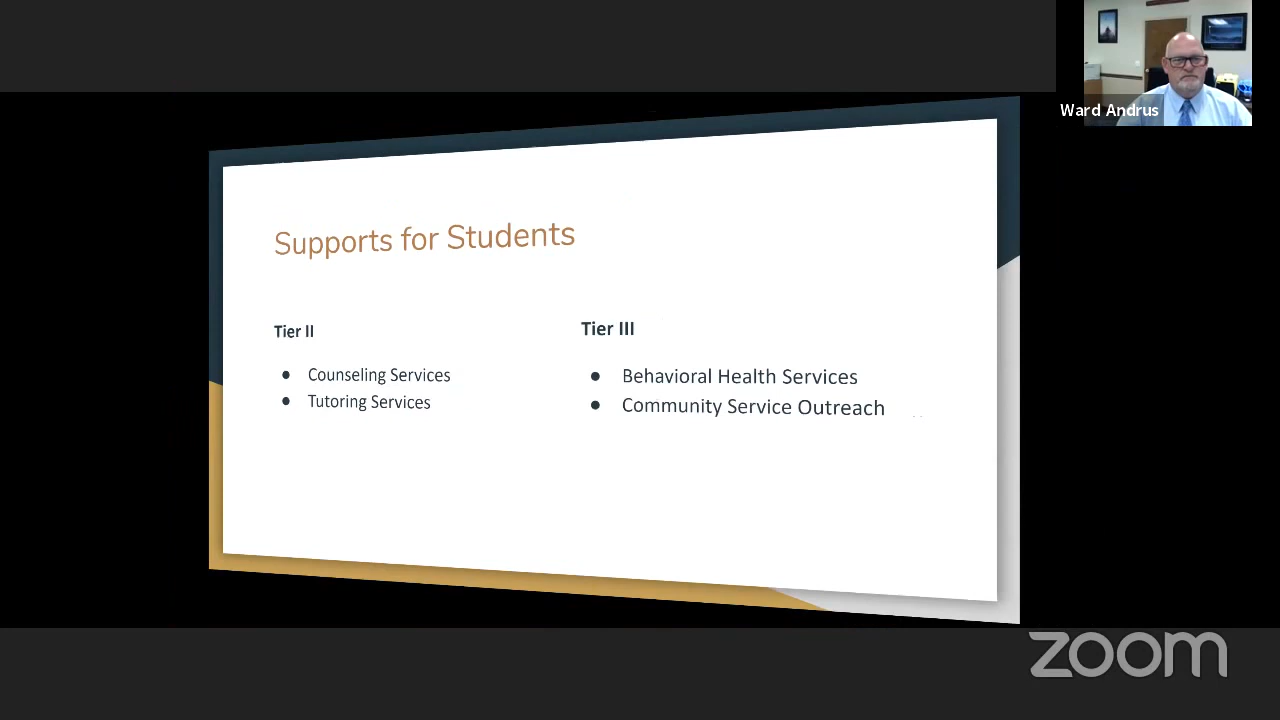 Ward Andrus
Supports for Students
Tier II
Counseling Services
Tutoring Services
Tier III
Behavioral Health Services
Community Service Outreach
zoom